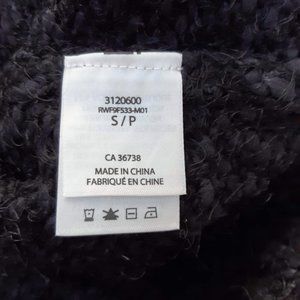 3120600
RWF9F533-M01
S / P
CA 36738
MADE IN CHINA
FABRIQUÉ EN CHINE